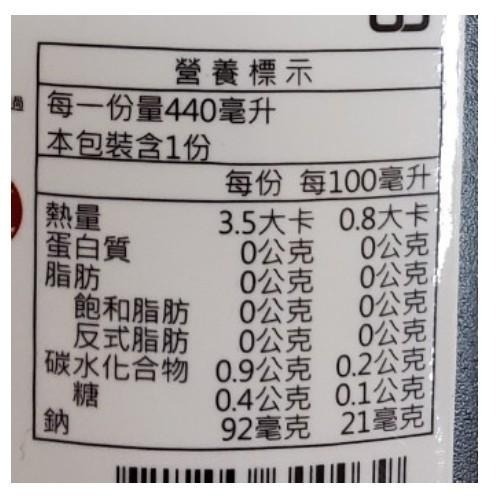 營養標示
每一份量440毫升
本包裝含1份
每份 每100毫升
熱量 3.5大卡 0.8大卡
蛋白質 0公克 0公克
脂肪 0公克 0公克
飽和脂肪 0公克 0公克
反式脂肪 0公克 0公克
碳水化合物 0.9公克 0.2公克
糖 0.4公克 0.1公克
鈉 92毫克 21毫克